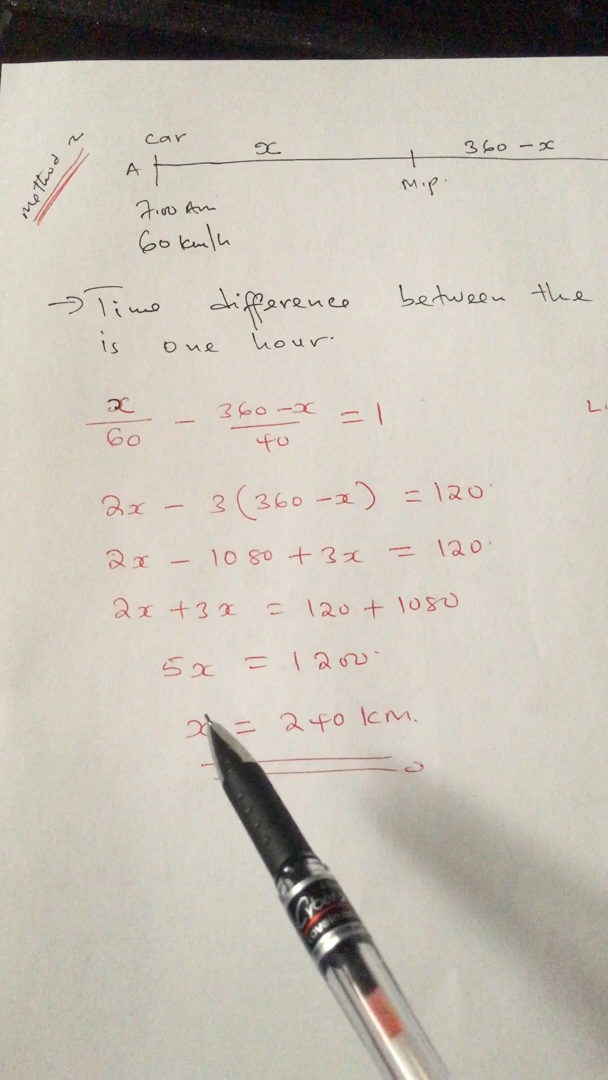 method 2
car
x
360 - x
A
M.p.
7.00 Am
60 km/h
→ Time difference between the
is one hour.
x/60 - (360 - x)/40 = 1
L.
2x - 3(360 - x) = 120
2x - 1080 + 3x = 120
2x + 3x = 120 + 1080
5x = 1200
x = 240 km.